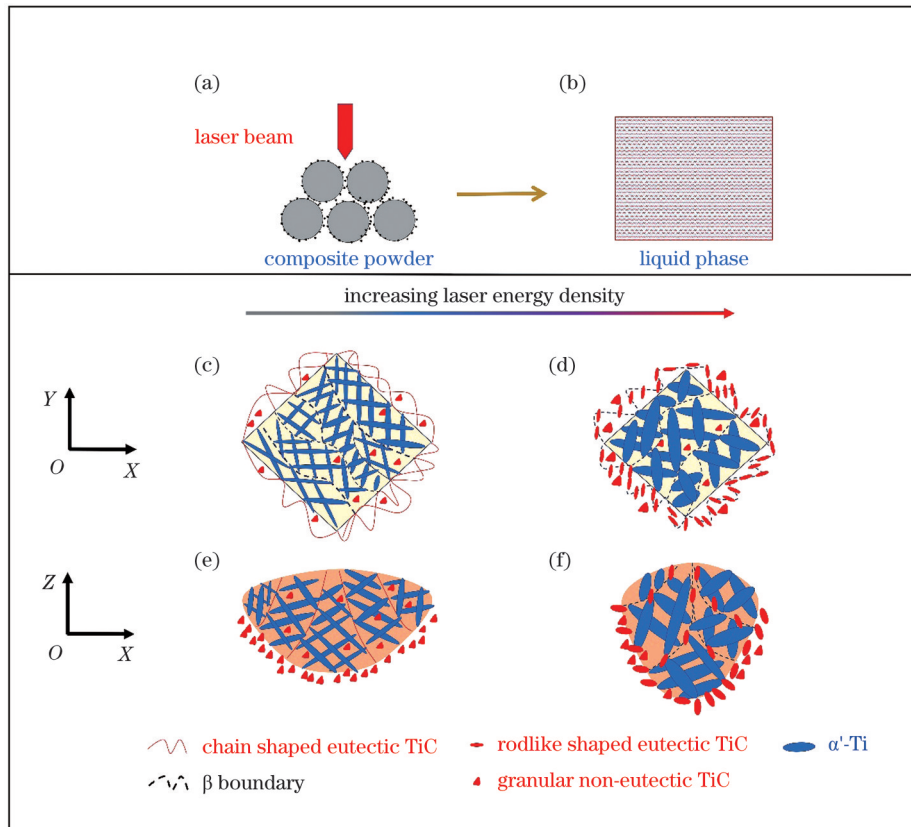 (a)
(b)
laser beam
composite powder
liquid phase
increasing laser energy density
(c)
(d)
Y
O
X
(e)
(f)
Z
O
X
chain shaped eutectic TiC
rodlike shaped eutectic TiC
α'-Ti
β boundary
granular non-eutectic TiC